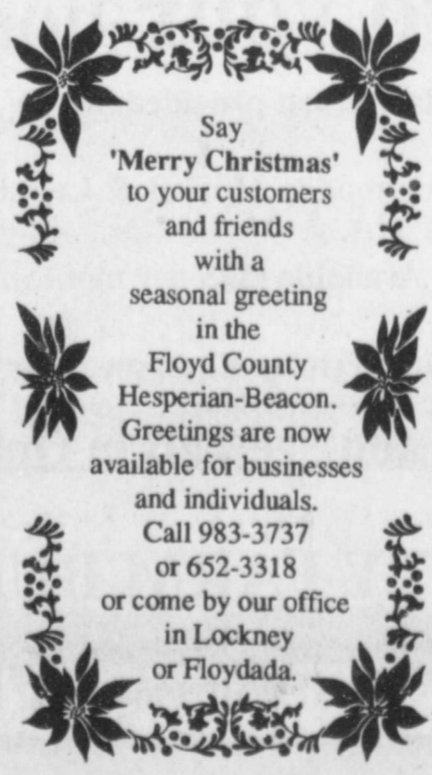 Say
'Merry Christmas'
to your customers
and friends
with a
seasonal greeting
in the
Floyd County
Hesperian-Beacon.
Greetings are now
available for businesses
and individuals.
Call 983-3737
or 652-3318
or come by our office
in Lockney
or Floydada.